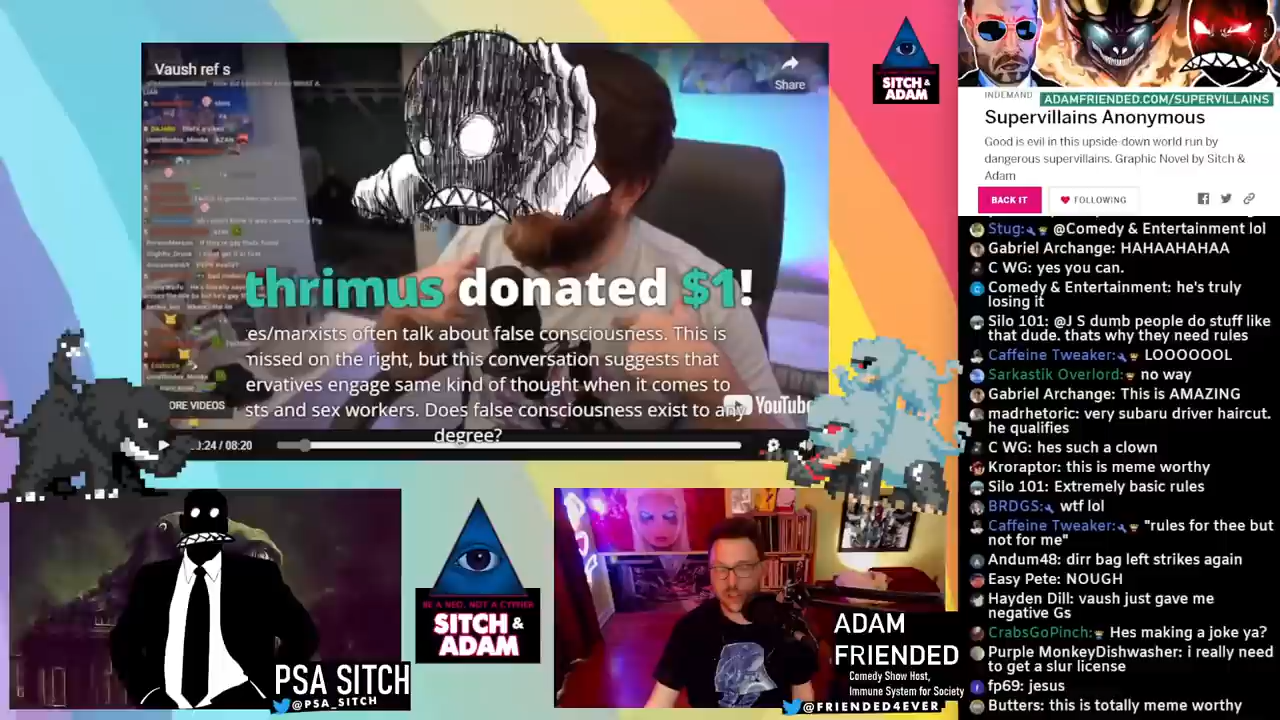 Vaush ref s
Share
thrimus donated $1!
es/marxists often talk about false consciousness. This is
missed on the right, but this conversation suggests that
ervatives engage same kind of thought when it comes to
sts and sex workers. Does false consciousness exist to any
degree?
ORE VIDEOS
YouTube
:24 / 08:20
SITCH &
ADAM
INDEMAND
ADAMFRIENDED.COM/SUPERVILLAINS
Supervillains Anonymous
Good is evil in this upside-down world run by
dangerous supervillains. Graphic Novel by Sitch &
Adam
BACK IT
FOLLOWING
Stug: @Comedy & Entertainment lol
Gabriel Archange: HAHAAHAHAA
C WG: yes you can.
Comedy & Entertainment: he's truly
losing it
Silo 101: @J S dumb people do stuff like
that dude. thats why they need rules
Caffeine Tweaker: LOOOOOOL
Sarkastik Overlord: no way
Gabriel Archange: This is AMAZING
madrhetoric: very subaru driver haircut.
he qualifies
C WG: hes such a clown
Kroraptor: this is meme worthy
Silo 101: Extremely basic rules
BRDGS: wtf lol
Caffeine Tweaker: "rules for thee but
not for me"
Andum48: dirr bag left strikes again
Easy Pete: NOUGH
Hayden Dill: vaush just gave me
negative Gs
CrabsGoPinch: Hes making a joke ya?
Purple MonkeyDishwasher: i really need
to get a slur license
fp69: jesus
Butters: this is totally meme worthy
PSA SITCH
@PSA_SITCH
BE A NEO, NOT A CYPHER
SITCH &
ADAM
ADAM
FRIENDED
Comedy Show Host,
Immune System for Society
@FRIENDED4EVER